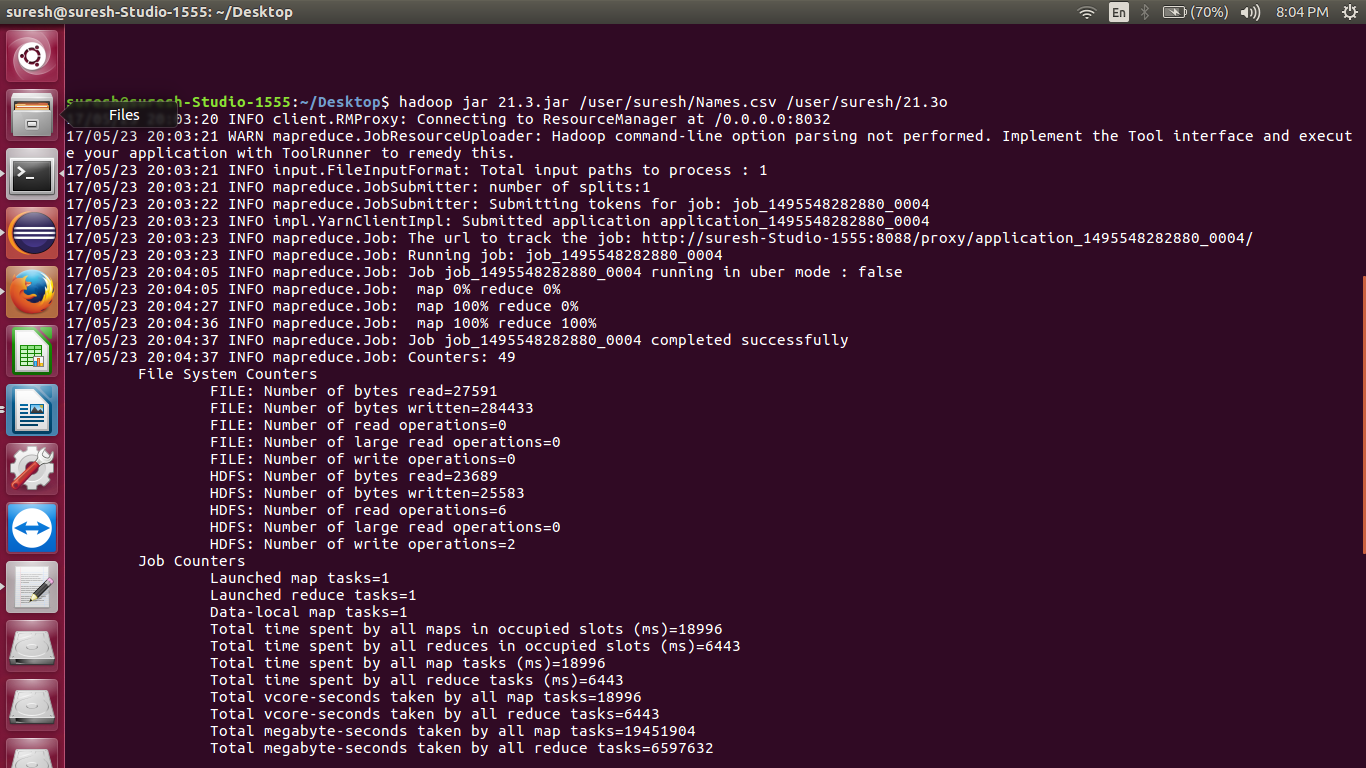 suresh@suresh-Studio-1555: ~/Desktop
En
(70%)
8:04 PM
Files
suresh@suresh-Studio-1555:~/Desktop$ hadoop jar 21.3.jar /user/suresh/Names.csv /user/suresh/21.3o
03:20 INFO client.RMProxy: Connecting to ResourceManager at /0.0.0.0:8032
17/05/23 20:03:21 WARN mapreduce.JobResourceUploader: Hadoop command-line option parsing not performed. Implement the Tool interface and execut
e your application with ToolRunner to remedy this.
17/05/23 20:03:21 INFO input.FileInputFormat: Total input paths to process : 1
17/05/23 20:03:21 INFO mapreduce.JobSubmitter: number of splits:1
17/05/23 20:03:22 INFO mapreduce.JobSubmitter: Submitting tokens for job: job_1495548282880_0004
17/05/23 20:03:23 INFO impl.YarnClientImpl: Submitted application application_1495548282880_0004
17/05/23 20:03:23 INFO mapreduce.Job: The url to track the job: http://suresh-Studio-1555:8088/proxy/application_1495548282880_0004/
17/05/23 20:03:23 INFO mapreduce.Job: Running job: job_1495548282880_0004
17/05/23 20:04:05 INFO mapreduce.Job: Job job_1495548282880_0004 running in uber mode : false
17/05/23 20:04:05 INFO mapreduce.Job:  map 0% reduce 0%
17/05/23 20:04:27 INFO mapreduce.Job:  map 100% reduce 0%
17/05/23 20:04:36 INFO mapreduce.Job:  map 100% reduce 100%
17/05/23 20:04:37 INFO mapreduce.Job: Job job_1495548282880_0004 completed successfully
17/05/23 20:04:37 INFO mapreduce.Job: Counters: 49
File System Counters
FILE: Number of bytes read=27591
FILE: Number of bytes written=284433
FILE: Number of read operations=0
FILE: Number of large read operations=0
FILE: Number of write operations=0
HDFS: Number of bytes read=23689
HDFS: Number of bytes written=25583
HDFS: Number of read operations=6
HDFS: Number of large read operations=0
HDFS: Number of write operations=2
Job Counters
Launched map tasks=1
Launched reduce tasks=1
Data-local map tasks=1
Total time spent by all maps in occupied slots (ms)=18996
Total time spent by all reduces in occupied slots (ms)=6443
Total time spent by all map tasks (ms)=18996
Total time spent by all reduce tasks (ms)=6443
Total vcore-seconds taken by all map tasks=18996
Total vcore-seconds taken by all reduce tasks=6443
Total megabyte-seconds taken by all map tasks=19451904
Total megabyte-seconds taken by all reduce tasks=6597632